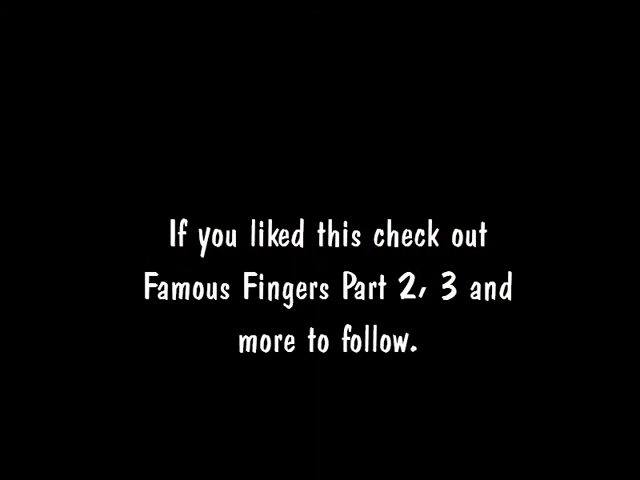 If you liked this check out
Famous Fingers Part 2, 3 and
more to follow.